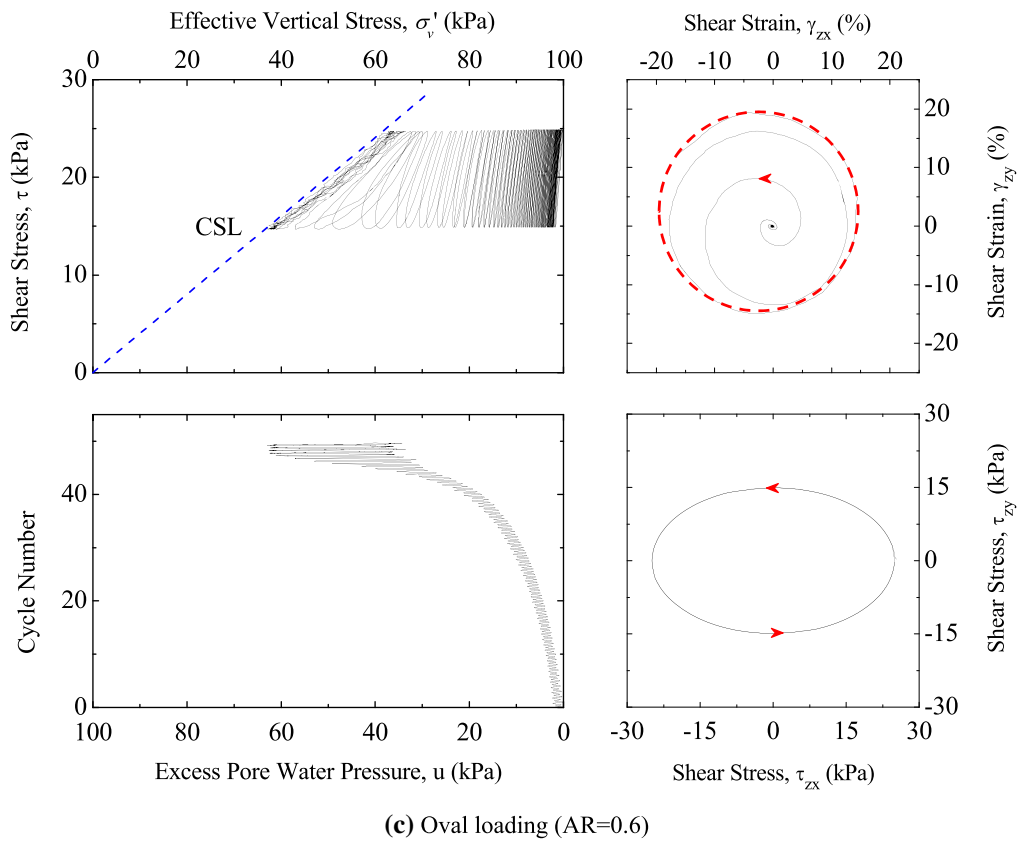 Effective Vertical Stress, σv' (kPa)
0 20 40 60 80 100
Shear Stress, τ (kPa)
30
20
10
0
CSL
Shear Strain, γzx (%)
-20 -10 0 10 20
20
10
0
-10
-20
Shear Strain, γzy (%)
Cycle Number
40
20
0
100 80 60 40 20 0
Excess Pore Water Pressure, u (kPa)
30
15
0
-15
-30
Shear Stress, τzy (kPa)
-30 -15 0 15 30
Shear Stress, τzx (kPa)
(c) Oval loading (AR=0.6)